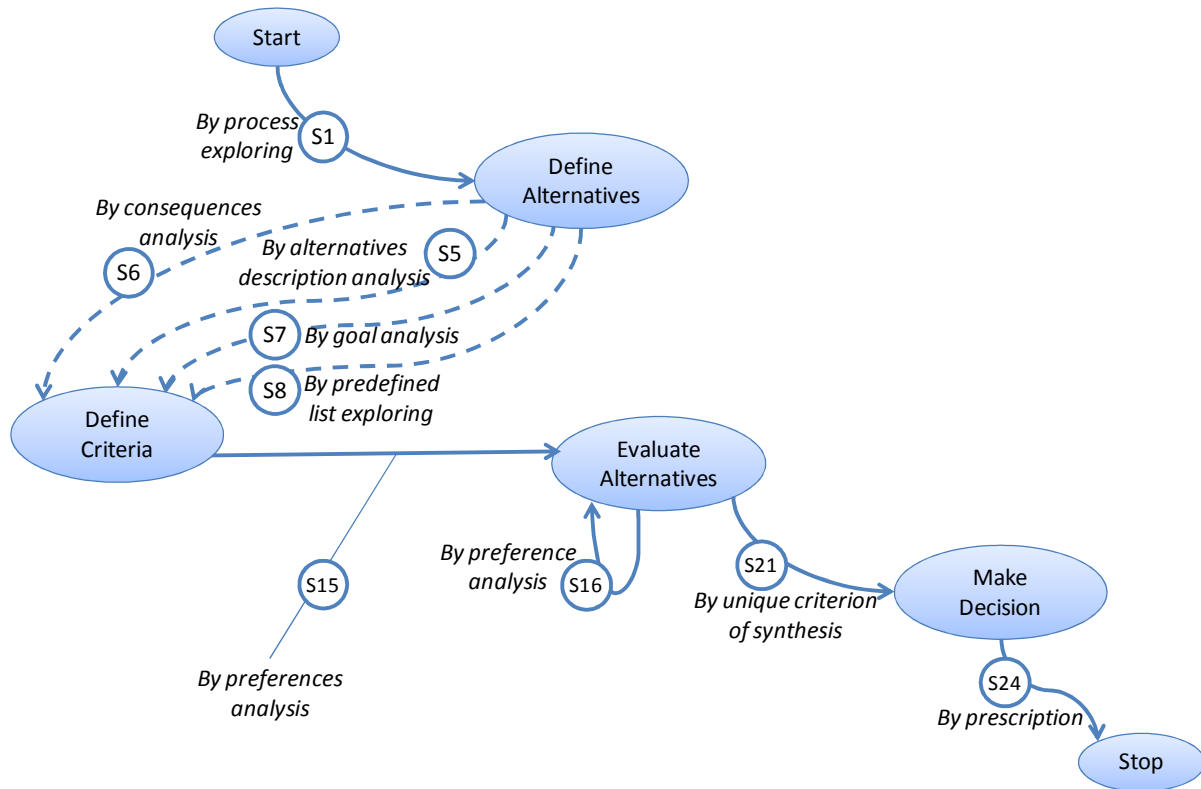 Start
By process
exploring
S1
Define
Alternatives
By consequences
analysis
S6
By alternatives
description analysis
S5
S7
By goal analysis
S8
By predefined
list exploring
Define
Criteria
Evaluate
Alternatives
By preference
analysis
S16
S21
By unique criterion
of synthesis
S15
By preferences
analysis
Make
Decision
S24
By prescription
Stop